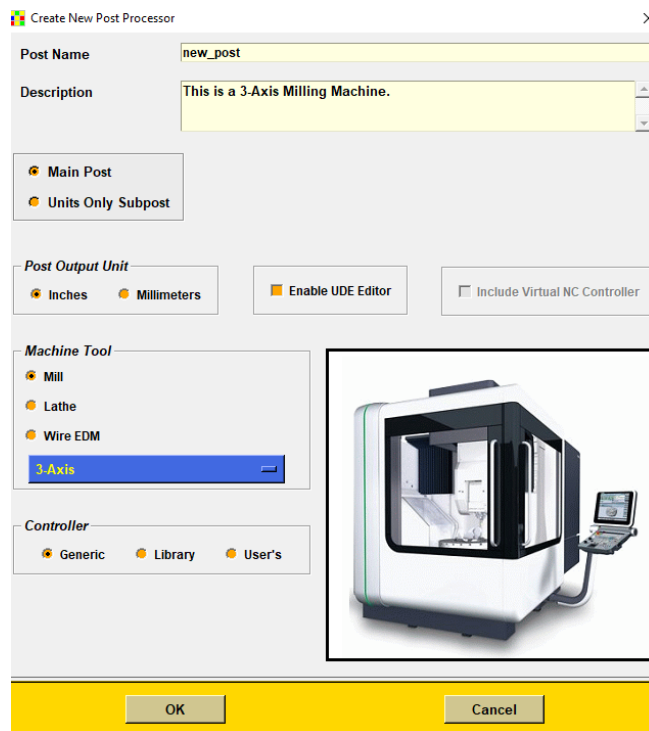 Create New Post Processor
Post Name
new_post
Description
This is a 3-Axis Milling Machine.
Main Post
Units Only Subpost
Post Output Unit
Inches Millimeters
Enable UDE Editor
Include Virtual NC Controller
Machine Tool
Mill
Lathe
Wire EDM
3-Axis
Controller
Generic Library User's
OK Cancel